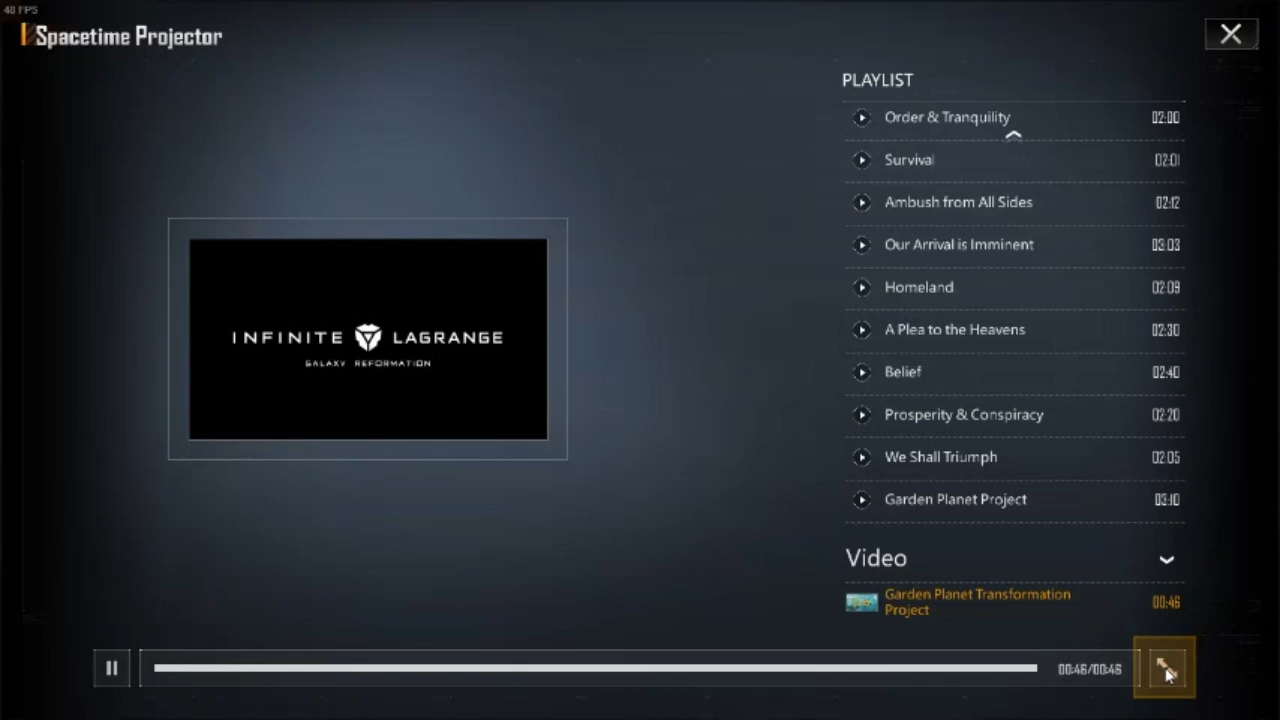 48 FPS
Spacetime Projector
PLAYLIST
Order & Tranquility 02:00
Survival 02:01
Ambush from All Sides 02:12
Our Arrival is Imminent 03:03
Homeland 02:09
A Plea to the Heavens 02:30
Belief 02:40
Prosperity & Conspiracy 02:20
We Shall Triumph 02:05
Garden Planet Project 03:10
INFINITE LAGRANGE
GALAXY REFORMATION
Video
Garden Planet Transformation
Project 00:46
00:46/00:46